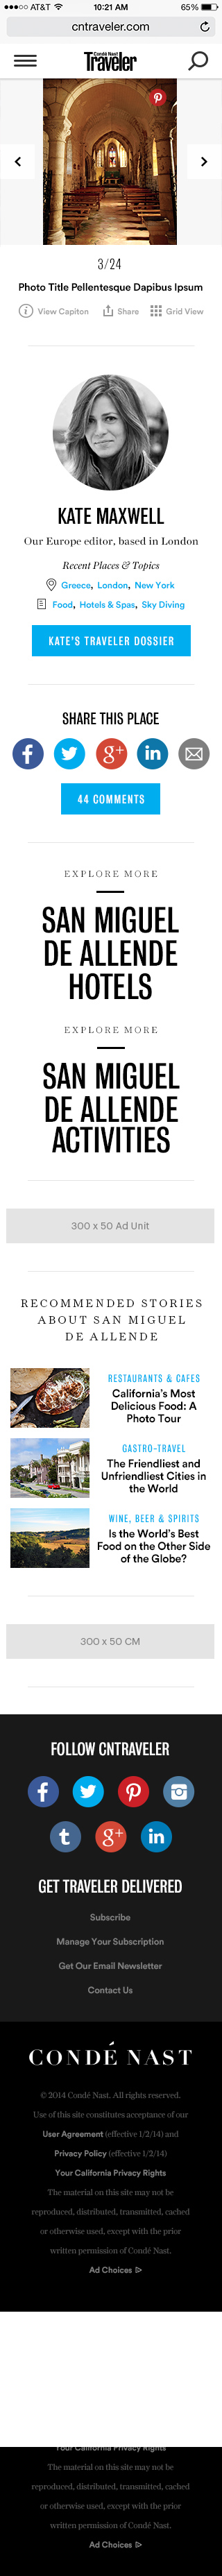 AT&T 10:21 AM 65%
cntraveler.com
Condé Nast
Traveler
3/24
Photo Title Pellentesque Dapibus Ipsum
View Capiton Share Grid View
KATE MAXWELL
Our Europe editor, based in London
Recent Places & Topics
Greece, London, New York
Food, Hotels & Spas, Sky Diving
KATE'S TRAVELER DOSSIER
SHARE THIS PLACE
44 COMMENTS
EXPLORE MORE
SAN MIGUEL
DE ALLENDE
HOTELS
EXPLORE MORE
SAN MIGUEL
DE ALLENDE
ACTIVITIES
300 x 50 Ad Unit
RECOMMENDED STORIES
ABOUT SAN MIGUEL
DE ALLENDE
RESTAURANTS & CAFES
California's Most
Delicious Food: A
Photo Tour
GASTRO-TRAVEL
The Friendliest and
Unfriendliest Cities in
the World
WINE, BEER & SPIRITS
Is the World's Best
Food on the Other Side
of the Globe?
300 x 50 CM
FOLLOW CNTRAVELER
GET TRAVELER DELIVERED
Subscribe
Manage Your Subscription
Get Our Email Newsletter
Contact Us
CONDÉ NAST
© 2014 Condé Nast. All rights reserved.
Use of this site constitutes acceptance of our
User Agreement (effective 1/2/14) and
Privacy Policy (effective 1/2/14)
Your California Privacy Rights
The material on this site may not be
reproduced, distributed, transmitted, cached
or otherwise used, except with the prior
written permission of Condé Nast.
Ad Choices
Your California Privacy Rights
The material on this site may not be
reproduced, distributed, transmitted, cached
or otherwise used, except with the prior
written permission of Condé Nast.
Ad Choices